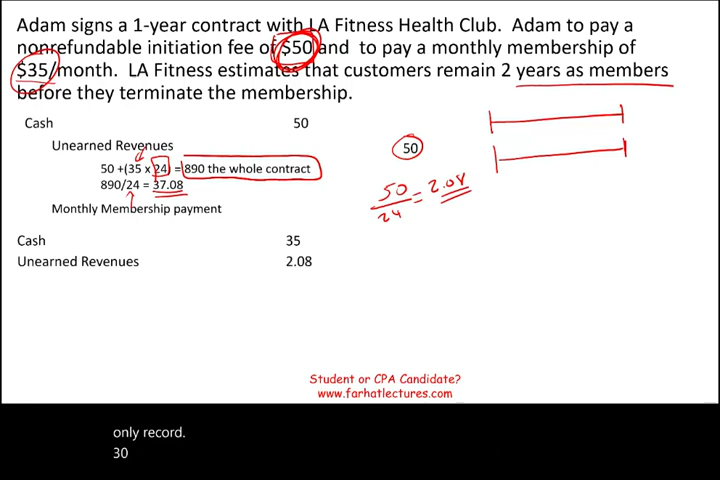 Adam signs a 1-year contract with LA Fitness Health Club. Adam to pay a
nonrefundable initiation fee of $50 and to pay a monthly membership of
$35/month. LA Fitness estimates that customers remain 2 years as members
before they terminate the membership.
Cash 50
Unearned Revenues 50
50 +(35 x 24) = 890 the whole contract
890/24 = 37.08
50/24 = 2.08
Monthly Membership payment
Cash 35
Unearned Revenues 2.08
Student or CPA Candidate?
www.farhatlectures.com
only record.
30